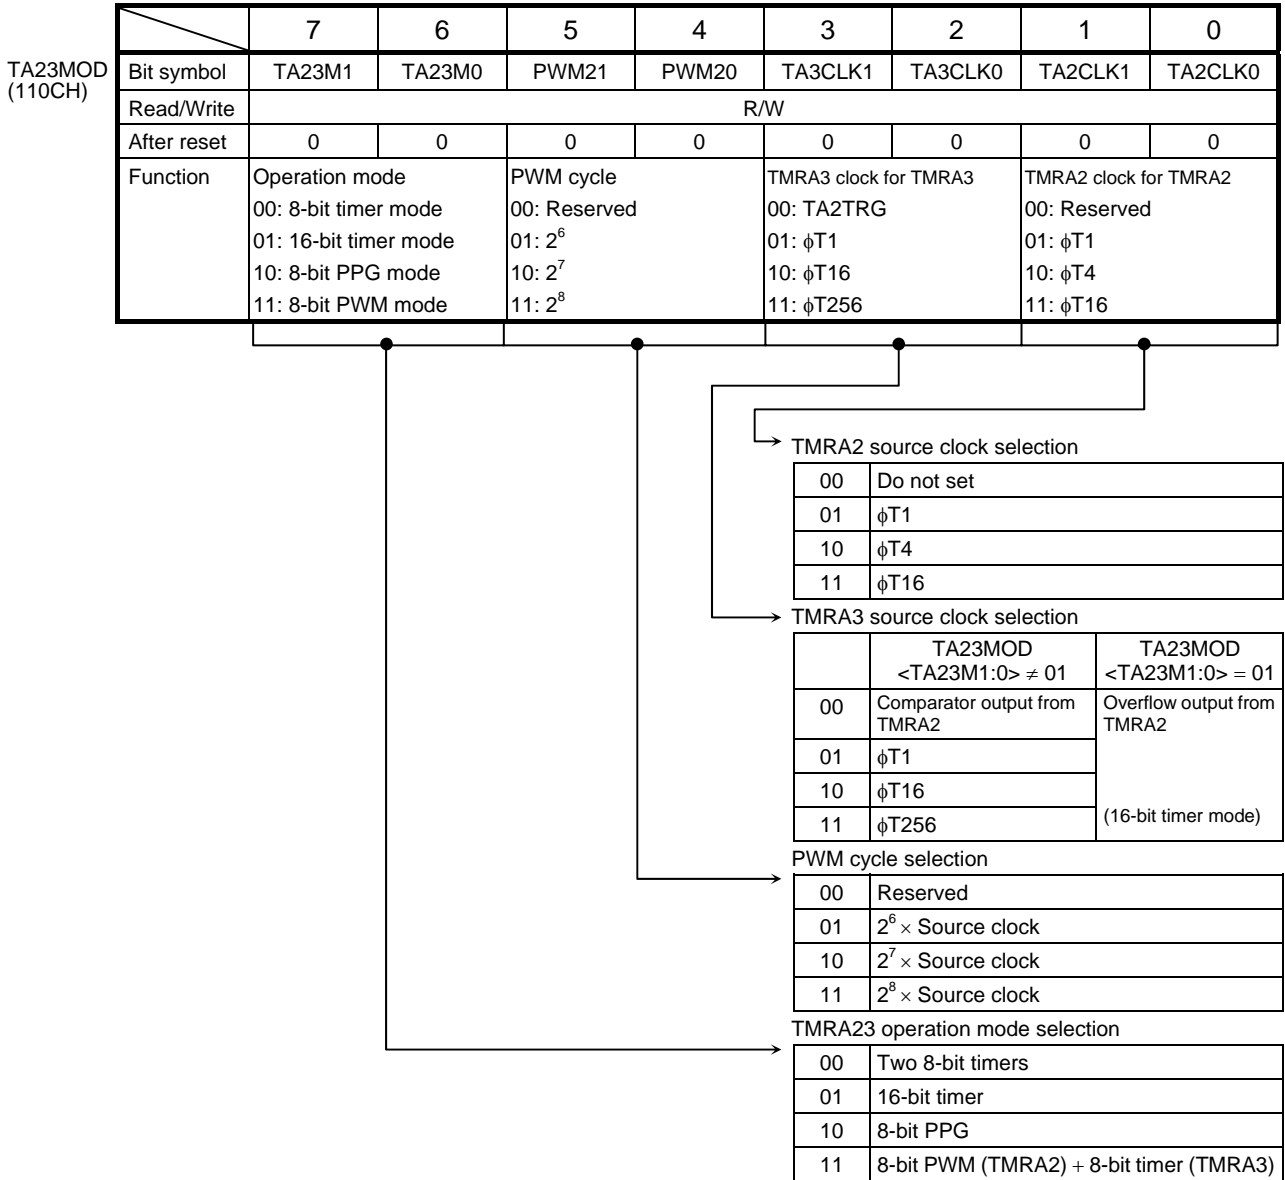 7 6 5 4 3 2 1 0
TA23MOD
(110CH)
Bit symbol TA23M1 TA23M0 PWM21 PWM20 TA3CLK1 TA3CLK0 TA2CLK1 TA2CLK0
Read/Write R/W
After reset 0 0 0 0 0 0 0 0
Function Operation mode PWM cycle TMRA3 clock for TMRA3 TMRA2 clock for TMRA2
00: 8-bit timer mode 00: Reserved 00: TA2TRG 00: Reserved
01: 16-bit timer mode 01: 2^6 01: ϕT1 01: ϕT1
10: 8-bit PPG mode 10: 2^7 10: ϕT16 10: ϕT4
11: 8-bit PWM mode 11: 2^8 11: ϕT256 11: ϕT16
TMRA2 source clock selection
00 Do not set
01 ϕT1
10 ϕT4
11 ϕT16
TMRA3 source clock selection
TA23MOD TA23MOD
<TA23M1:0> ≠ 01 <TA23M1:0> = 01
00 Comparator output from Overflow output from
TMRA2 TMRA2
01 ϕT1
10 ϕT16
11 ϕT256 (16-bit timer mode)
PWM cycle selection
00 Reserved
01 2^6 × Source clock
10 2^7 × Source clock
11 2^8 × Source clock
TMRA23 operation mode selection
00 Two 8-bit timers
01 16-bit timer
10 8-bit PPG
11 8-bit PWM (TMRA2) + 8-bit timer (TMRA3)